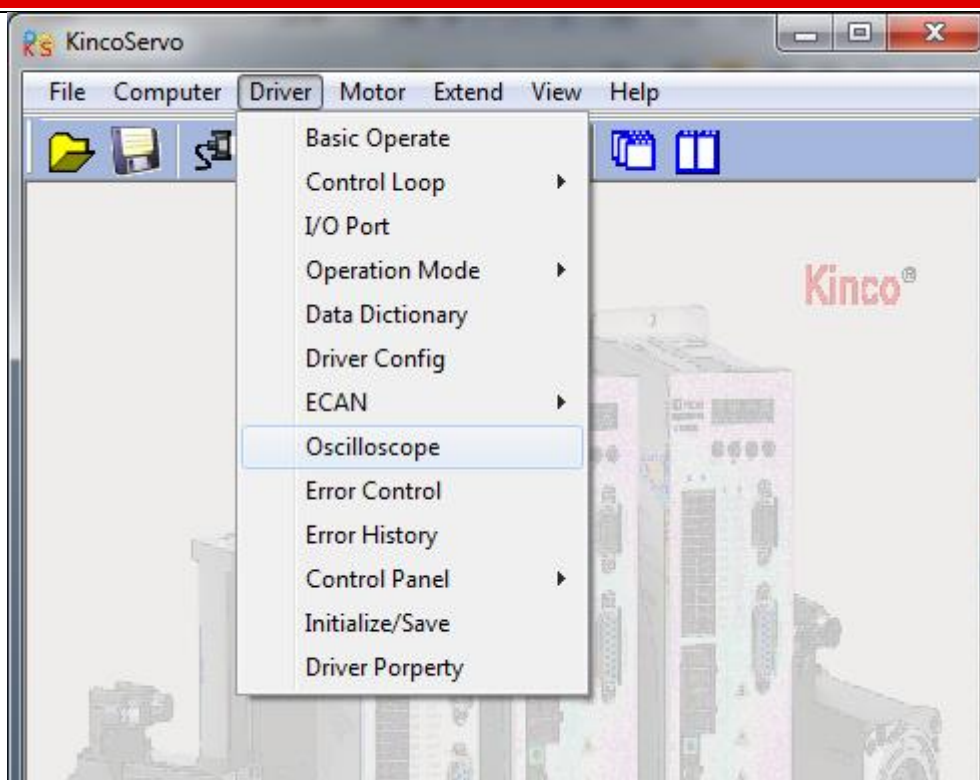 KincoServo
File Computer Driver Motor Extend View Help
Basic Operate
Control Loop
I/O Port
Operation Mode
Data Dictionary
Driver Config
ECAN
Oscilloscope
Error Control
Error History
Control Panel
Initialize/Save
Driver Porperty
Kinco®